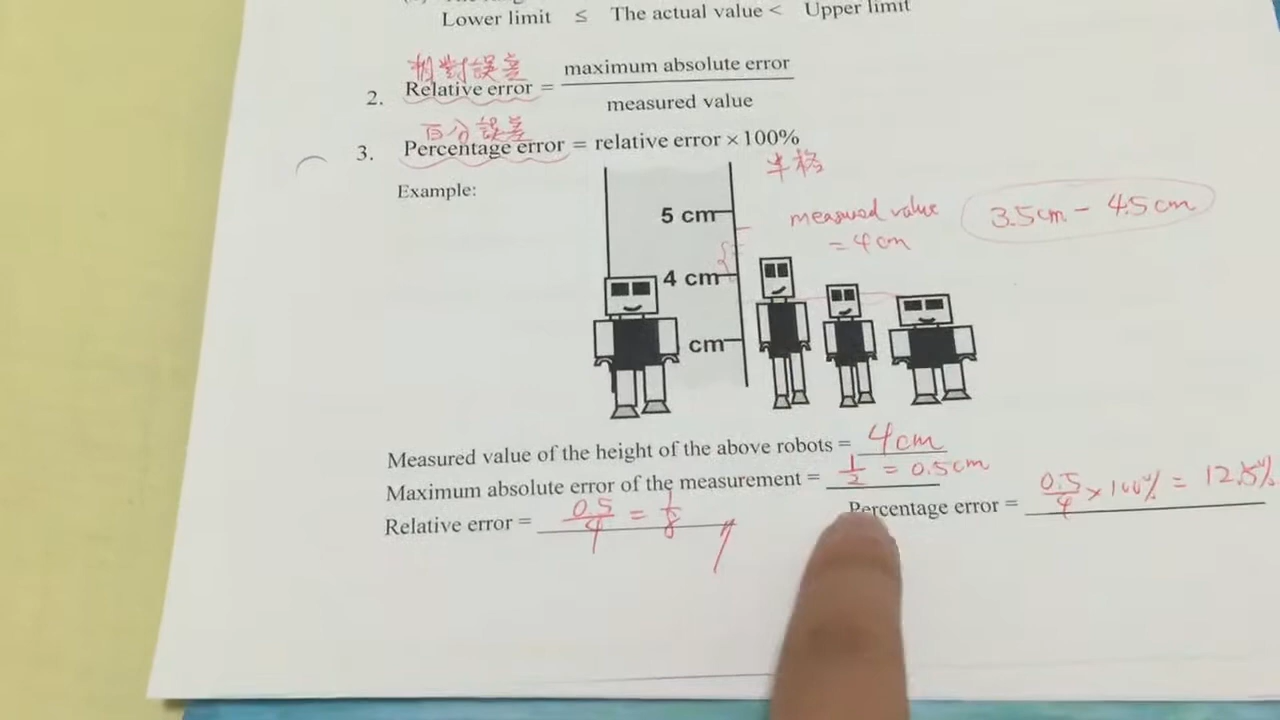 Lower limit ≤ The actual value < Upper limit
相對誤差
2. Relative error = maximum absolute error / measured value
百分誤差
3. Percentage error = relative error × 100%
半格
Example:
5 cm
measured value
= 4 cm
3.5cm - 4.5cm
4 cm
cm
Measured value of the height of the above robots = 4cm
Maximum absolute error of the measurement = 1/2 = 0.5cm
Relative error = 0.5/4 = 1/8
Percentage error = 0.5/4 × 100% = 12.5%